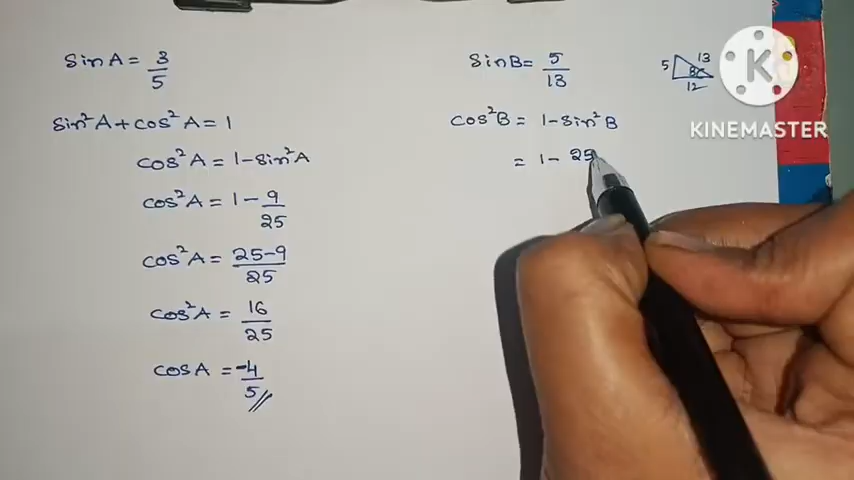 sinA = 3/5
sin²A + cos²A = 1
cos²A = 1 - sin²A
cos²A = 1 - 9/25
cos²A = 25-9/25
cos²A = 16/25
cosA = -4/5
sinB = 5/13
cos²B = 1 - sin²B
= 1 - 25
5
13
12
K
KINEMASTER